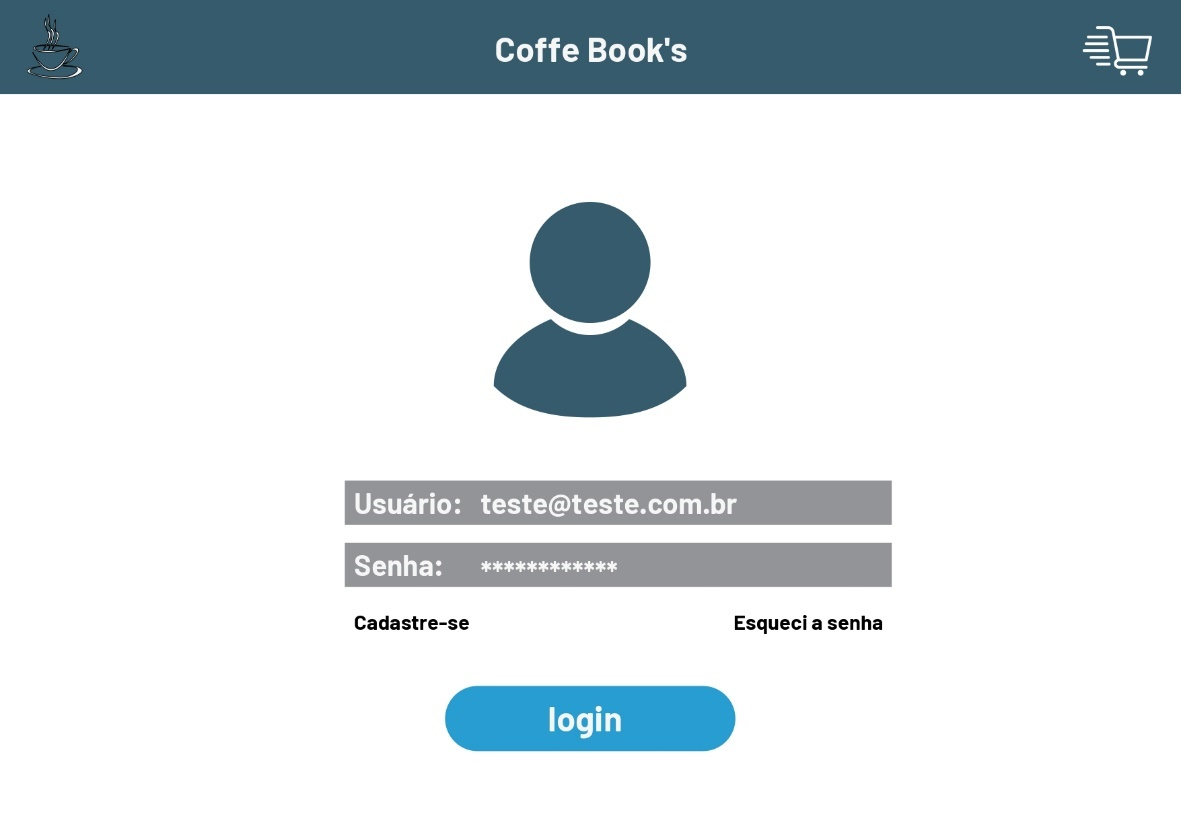 Coffe Book's
Usuário: teste@teste.com.br
Senha: ************
Cadastre-se Esqueci a senha
login